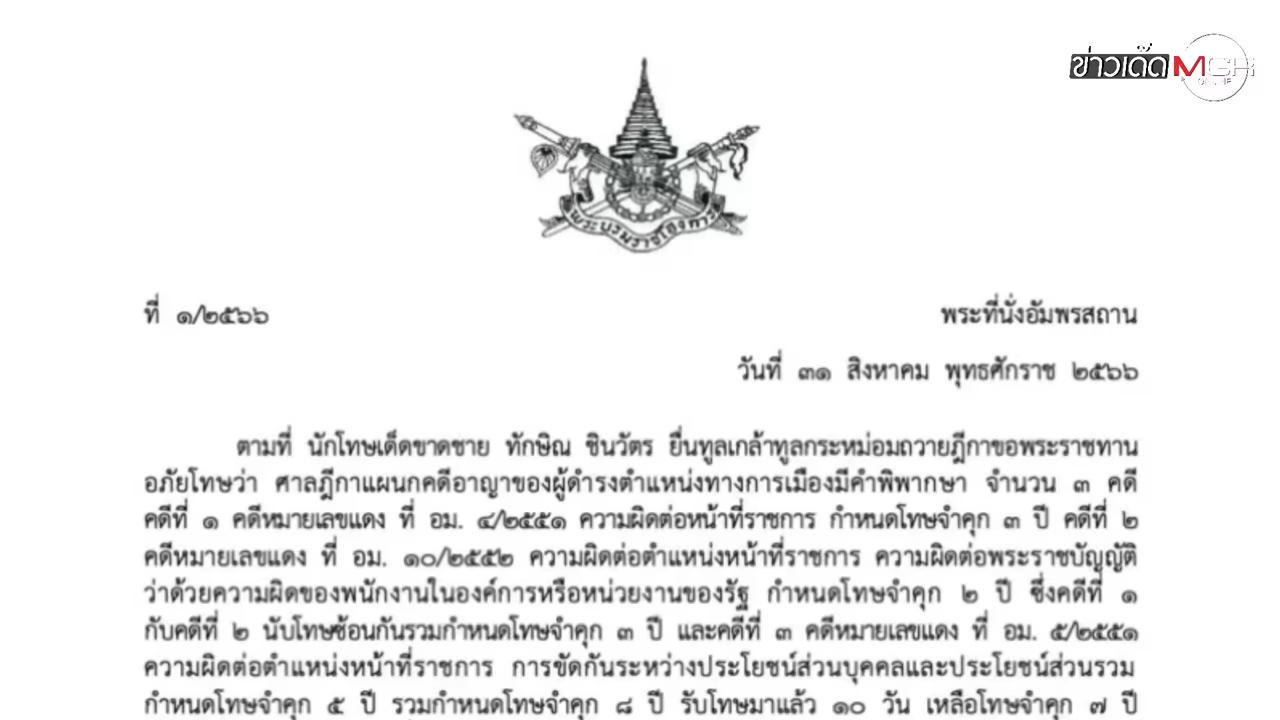 ข่าวเด็ด MGR
ONLINE
พระบรมราชโองการ
ที่ ๑/๒๕๖๖ พระที่นั่งอัมพรสถาน
วันที่ ๓๑ สิงหาคม พุทธศักราช ๒๕๖๖
ตามที่ นักโทษเด็ดขาดชาย ทักษิณ ชินวัตร ยื่นทูลเกล้าทูลกระหม่อมถวายฎีกาขอพระราชทาน
อภัยโทษว่า ศาลฎีกาแผนกคดีอาญาของผู้ดำรงตำแหน่งทางการเมืองมีคำพิพากษา จำนวน ๓ คดี
คดีที่ ๑ คดีหมายเลขแดง ที่ อม. ๔/๒๕๕๑ ความผิดต่อหน้าที่ราชการ กำหนดโทษจำคุก ๓ ปี คดีที่ ๒
คดีหมายเลขแดง ที่ อม. ๑๐/๒๕๕๒ ความผิดต่อตำแหน่งหน้าที่ราชการ ความผิดต่อพระราชบัญญัติ
ว่าด้วยความผิดของพนักงานในองค์การหรือหน่วยงานของรัฐ กำหนดโทษจำคุก ๒ ปี ซึ่งคดีที่ ๑
กับคดีที่ ๒ นับโทษซ้อนกันรวมกำหนดโทษจำคุก ๓ ปี และคดีที่ ๓ คดีหมายเลขแดง ที่ อม. ๕/๒๕๕๑
ความผิดต่อตำแหน่งหน้าที่ราชการ การขัดกันระหว่างประโยชน์ส่วนบุคคลและประโยชน์ส่วนรวม
กำหนดโทษจำคุก ๕ ปี รวมกำหนดโทษจำคุก ๘ ปี รับโทษมาแล้ว ๑๐ วัน เหลือโทษจำคุก ๗ ปี